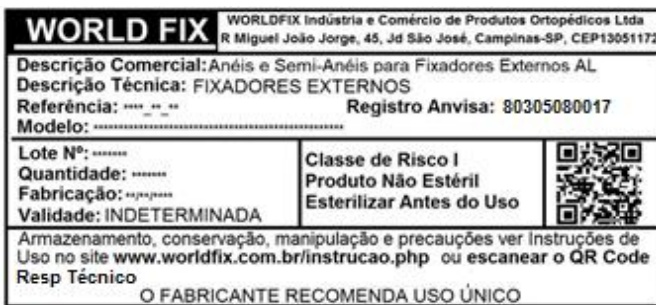 WORLD FIX
WORLDFIX Indústria e Comércio de Produtos Ortopédicos Ltda
R Miguel João Jorge, 45, Jd São José, Campinas-SP, CEP13051172
Descrição Comercial: Anéis e Semi-Anéis para Fixadores Externos AL
Descrição Técnica: FIXADORES EXTERNOS
Referência: ····_··_·· Registro Anvisa: 80305080017
Modelo: ··············································
Lote Nº: ·······
Quantidade: ·······
Fabricação: ··/··/····
Validade: INDETERMINADA
Classe de Risco I
Produto Não Estéril
Esterilizar Antes do Uso
Armazenamento, conservação, manipulação e precauções ver Instruções de
Uso no site www.worldfix.com.br/instrucao.php ou escanear o QR Code
Resp Técnico
O FABRICANTE RECOMENDA USO ÚNICO